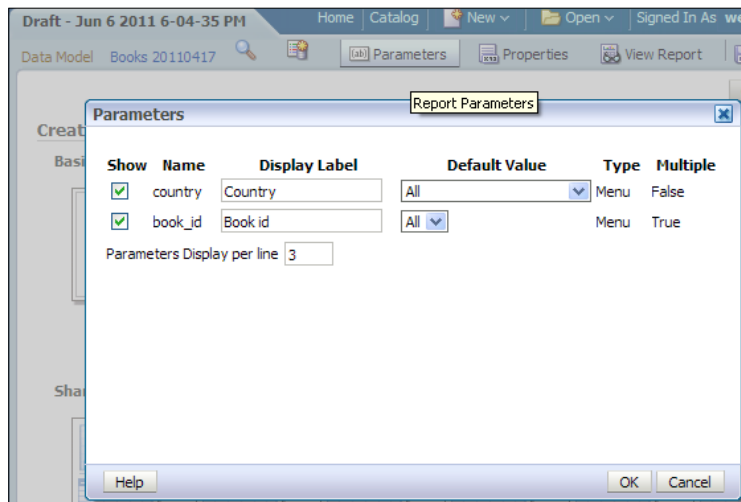 Draft - Jun 6 2011 6-04-35 PM Home Catalog New Open Signed In As we
Data Model Books 20110417 Parameters Properties View Report
Report Parameters
Parameters
Creat
Basi
Show Name Display Label Default Value Type Multiple
country Country All Menu False
book_id Book id All Menu True
Parameters Display per line 3
Shar
Help OK Cancel